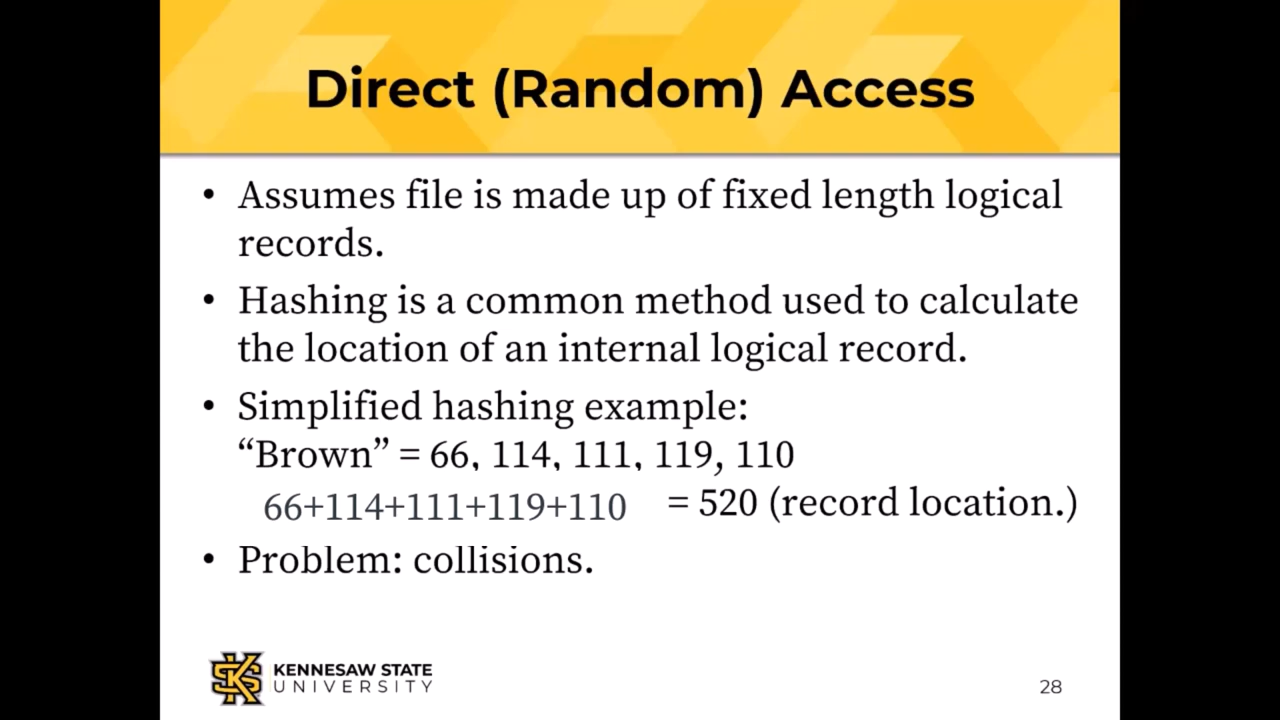 Direct (Random) Access
• Assumes file is made up of fixed length logical
records.
• Hashing is a common method used to calculate
the location of an internal logical record.
• Simplified hashing example:
“Brown” = 66, 114, 111, 119, 110
66+114+111+119+110 = 520 (record location.)
• Problem: collisions.
KENNESAW STATE
UNIVERSITY
28